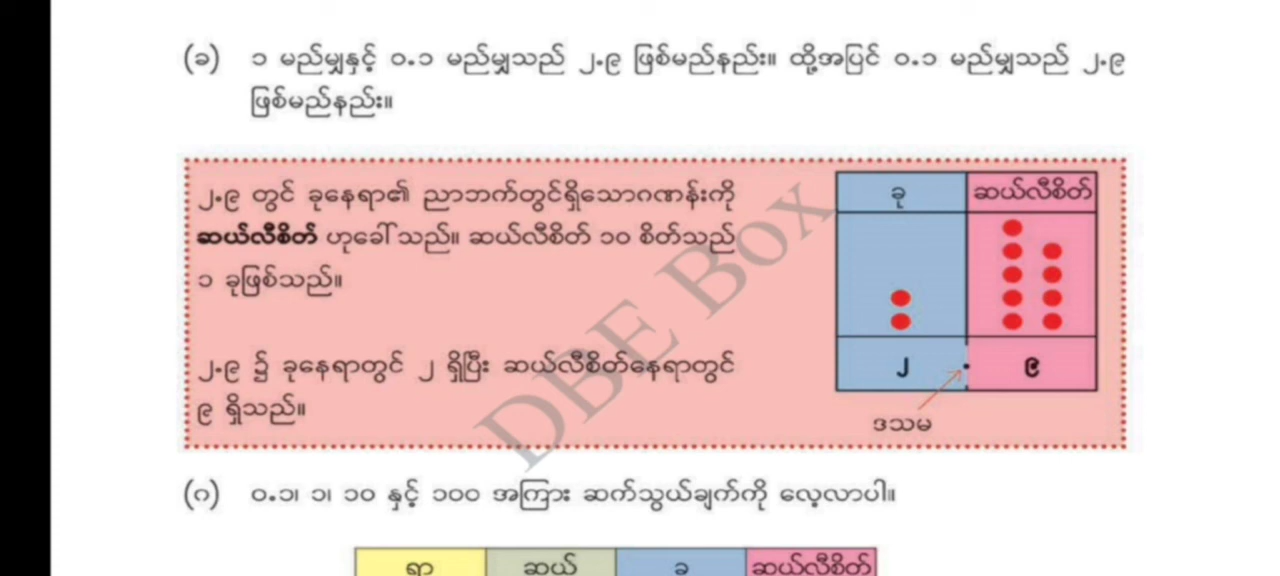 (ခ) ၁ မည်မျှနှင့် ၀.၁ မည်မျှသည် ၂.၉ ဖြစ်မည်နည်း။ ထို့အပြင် ၀.၁ မည်မျှသည် ၂.၉
ဖြစ်မည်နည်း။
၂.၉ တွင် ခုနေရာ၏ ညာဘက်တွင်ရှိသောဂဏန်းကို
ဆယ်လီစိတ် ဟုခေါ်သည်။ ဆယ်လီစိတ် ၁၀ စိတ်သည်
၁ ခုဖြစ်သည်။
၂.၉ ၌ ခုနေရာတွင် ၂ ရှိပြီး ဆယ်လီစိတ်နေရာတွင်
၉ ရှိသည်။
ခု ဆယ်လီစိတ်
၂ . ၉
ဒသမ
DBE Box
(ဂ) ၀.၁၊ ၁၊ ၁၀ နှင့် ၁၀၀ အကြား ဆက်သွယ်ချက်ကို လေ့လာပါ။
ရာ ဆယ် ခု ဆယ်လီစိတ်